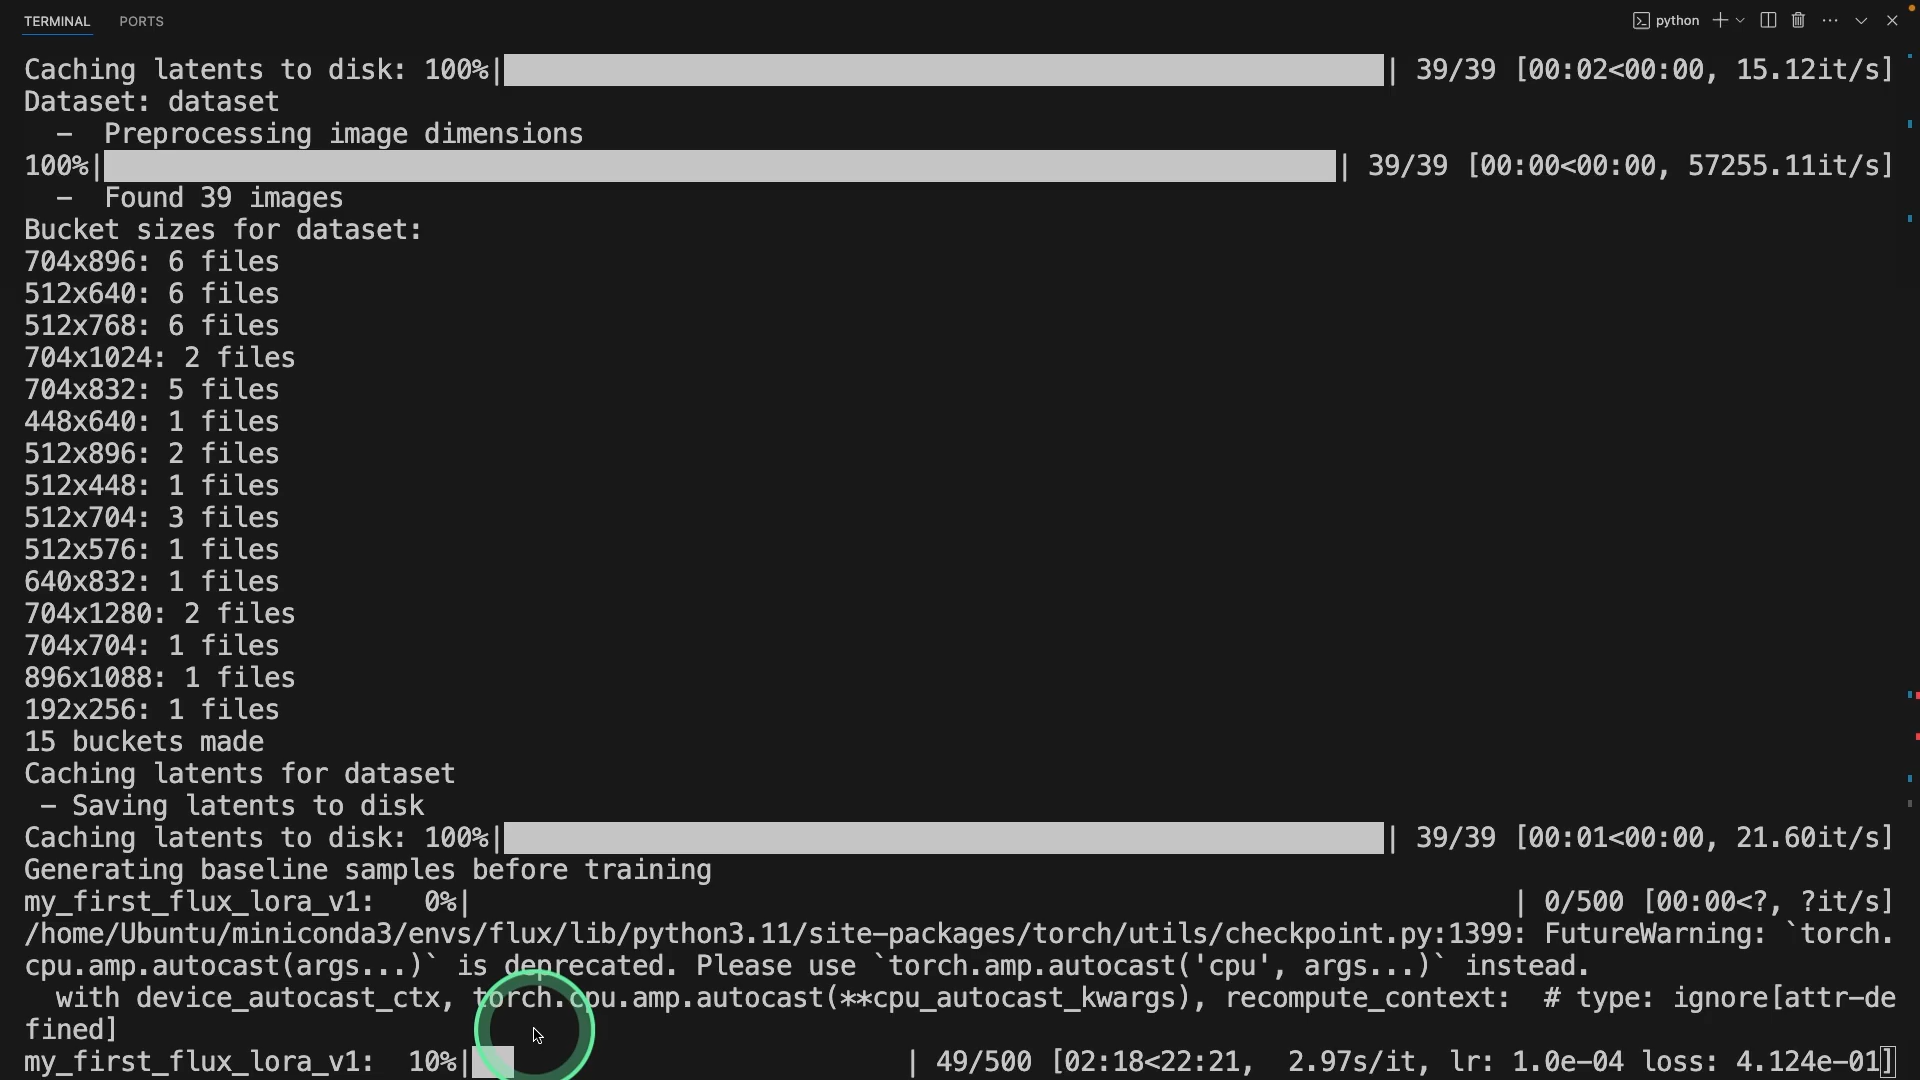 TERMINAL PORTS python
Caching latents to disk: 100%| | 39/39 [00:02<00:00, 15.12it/s]
Dataset: dataset
  -  Preprocessing image dimensions
100%| | 39/39 [00:00<00:00, 57255.11it/s]
  -  Found 39 images
Bucket sizes for dataset:
704x896: 6 files
512x640: 6 files
512x768: 6 files
704x1024: 2 files
704x832: 5 files
448x640: 1 files
512x896: 2 files
512x448: 1 files
512x704: 3 files
512x576: 1 files
640x832: 1 files
704x1280: 2 files
704x704: 1 files
896x1088: 1 files
192x256: 1 files
15 buckets made
Caching latents for dataset
 - Saving latents to disk
Caching latents to disk: 100%| | 39/39 [00:01<00:00, 21.60it/s]
Generating baseline samples before training
my_first_flux_lora_v1:   0%| | 0/500 [00:00<?, ?it/s]
/home/Ubuntu/miniconda3/envs/flux/lib/python3.11/site-packages/torch/utils/checkpoint.py:1399: FutureWarning: `torch.
cpu.amp.autocast(args...)` is deprecated. Please use `torch.amp.autocast('cpu', args...)` instead.
  with device_autocast_ctx, torch.cpu.amp.autocast(**cpu_autocast_kwargs), recompute_context:  # type: ignore[attr-de
fined]
my_first_flux_lora_v1:  10%| | 49/500 [02:18<22:21,  2.97s/it, lr: 1.0e-04 loss: 4.124e-01]